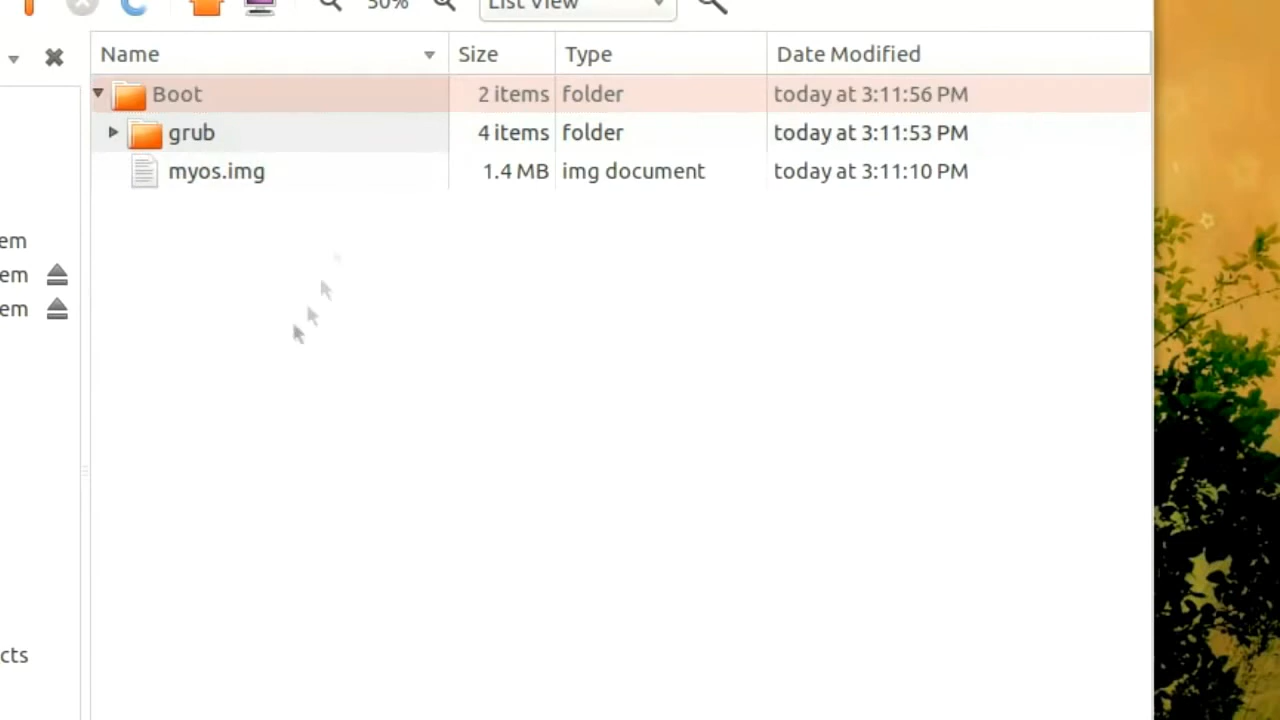 50% List View
Name Size Type Date Modified
Boot 2 items folder today at 3:11:56 PM
grub 4 items folder today at 3:11:53 PM
myos.img 1.4 MB img document today at 3:11:10 PM
em
em
em
cts